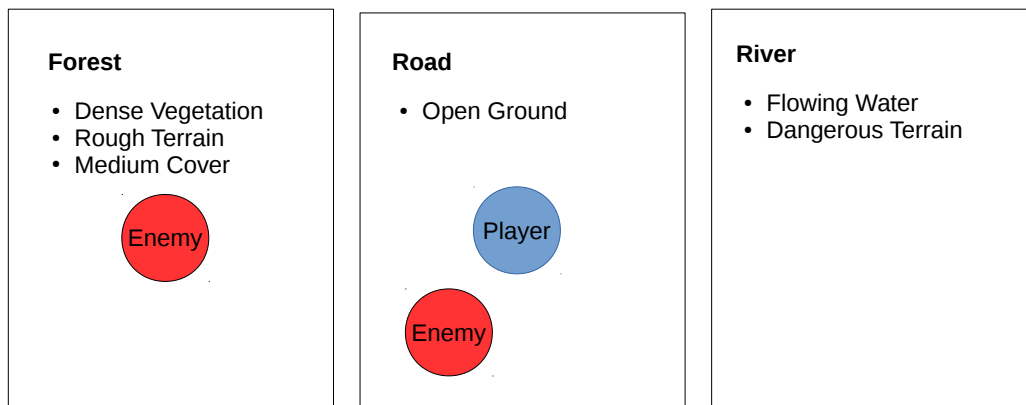 Forest
• Dense Vegetation
• Rough Terrain
• Medium Cover
Enemy
Road
• Open Ground
Player
Enemy
River
• Flowing Water
• Dangerous Terrain